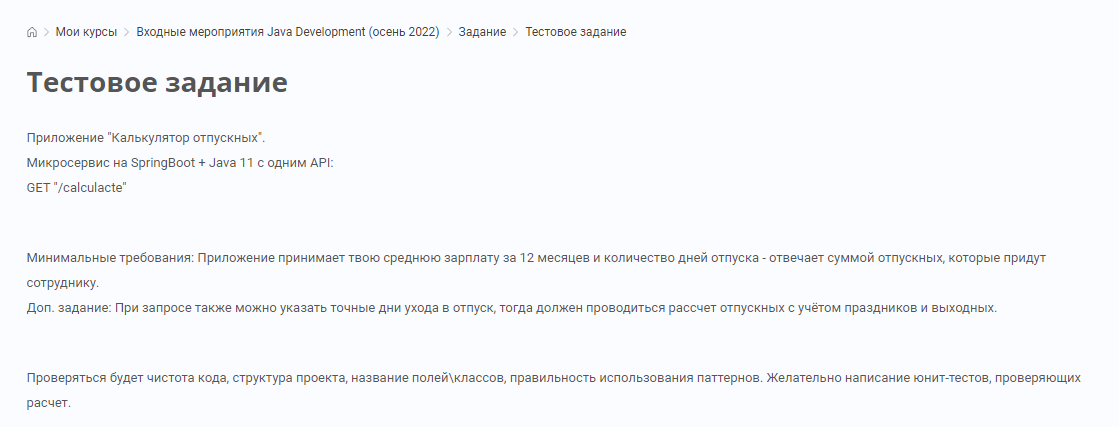 Мои курсы > Входные мероприятия Java Development (осень 2022) > Задание > Тестовое задание
Тестовое задание
Приложение "Калькулятор отпускных".
Микросервис на SpringBoot + Java 11 с одним API:
GET "/calculacte"
Минимальные требования: Приложение принимает твою среднюю зарплату за 12 месяцев и количество дней отпуска - отвечает суммой отпускных, которые придут
сотруднику.
Доп. задание: При запросе также можно указать точные дни ухода в отпуск, тогда должен проводиться рассчет отпускных с учётом праздников и выходных.
Проверяться будет чистота кода, структура проекта, название полей\классов, правильность использования паттернов. Желательно написание юнит-тестов, проверяющих
расчет.